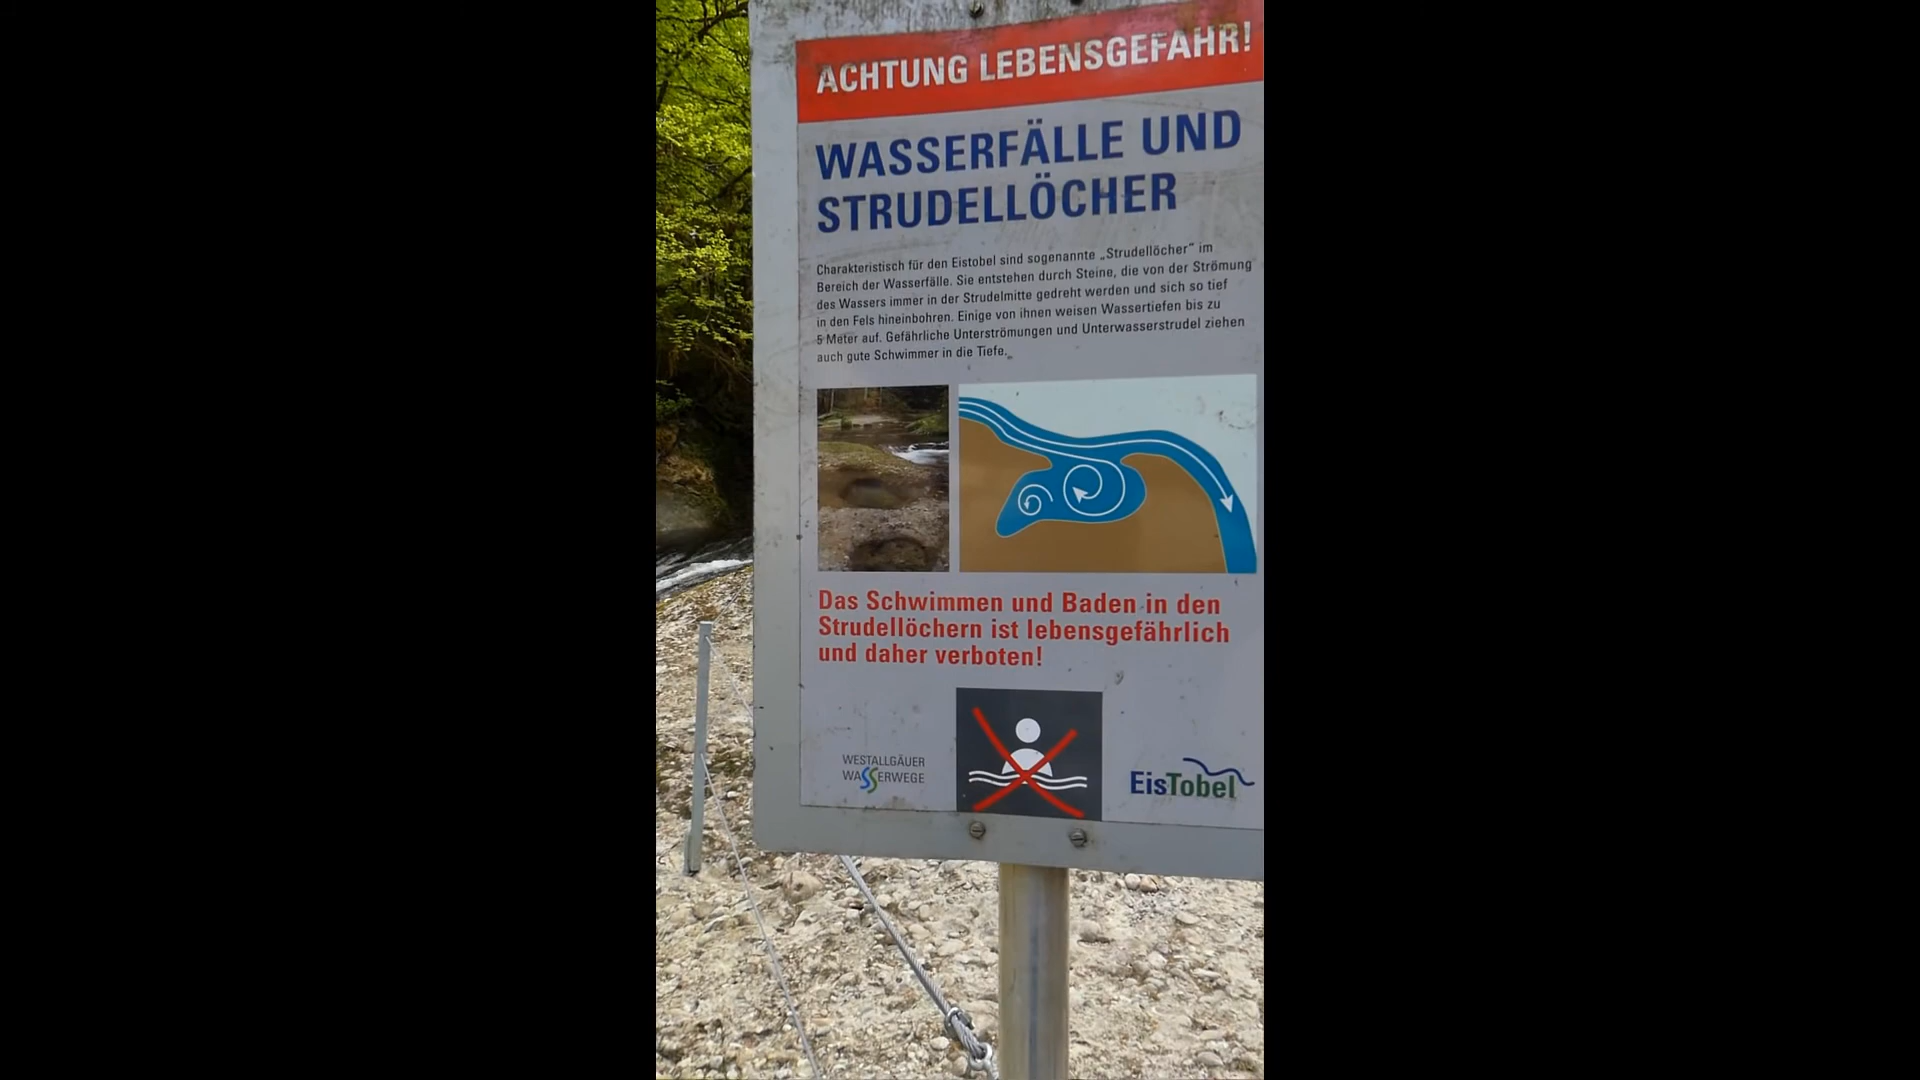 ACHTUNG LEBENSGEFAHR!
WASSERFÄLLE UND
STRUDELLÖCHER
Charakteristisch für den Eistobel sind sogenannte „Strudellöcher“ im
Bereich der Wasserfälle. Sie entstehen durch Steine, die von der Strömung
des Wassers immer in der Strudelmitte gedreht werden und sich so tief
in den Fels hineinbohren. Einige von ihnen weisen Wassertiefen bis zu
5 Meter auf. Gefährliche Unterströmungen und Unterwasserstrudel ziehen
auch gute Schwimmer in die Tiefe.
Das Schwimmen und Baden in den
Strudellöchern ist lebensgefährlich
und daher verboten!
WESTALLGÄUER
WASSERWEGE
EisTobel